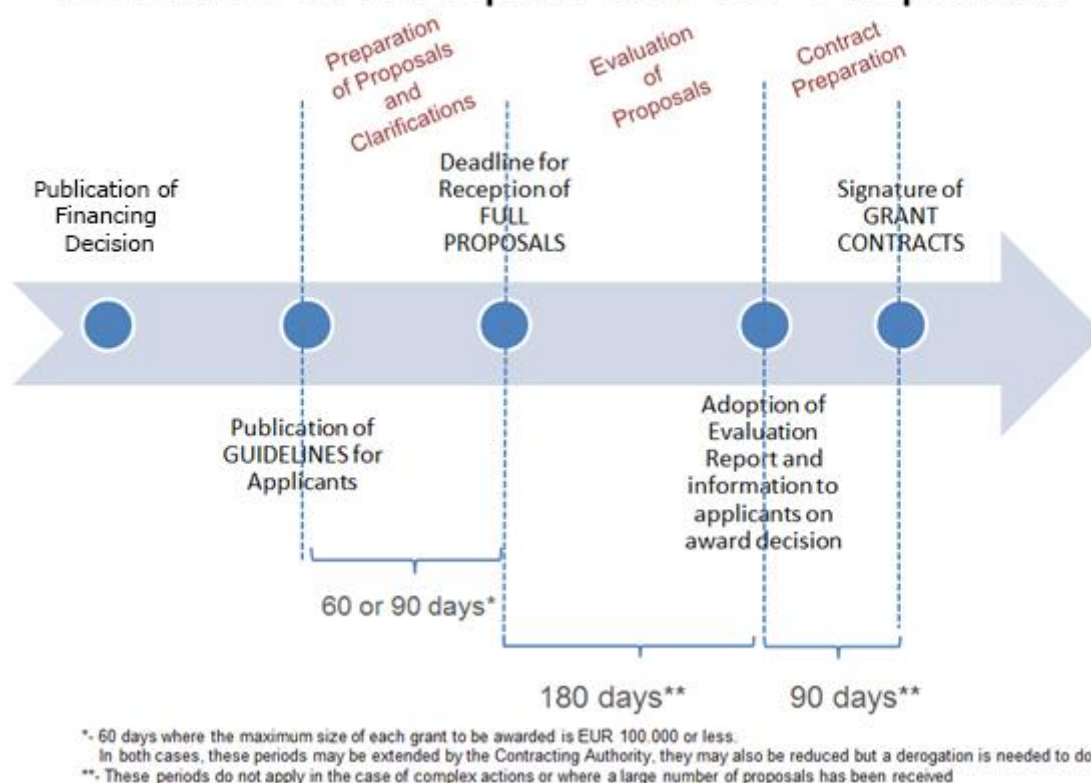 Preparation
of Proposals
and
Clarifications
Evaluation
of
Proposals
Contract
Preparation
Publication of
Financing
Decision
Deadline for
Reception of
FULL
PROPOSALS
Signature of
GRANT
CONTRACTS
Publication of
GUIDELINES for
Applicants
Adoption of
Evaluation
Report and
information to
applicants on
award decision
60 or 90 days*
180 days**
90 days**
*- 60 days where the maximum size of each grant to be awarded is EUR 100.000 or less.
In both cases, these periods may be extended by the Contracting Authority, they may also be reduced but a derogation is needed to d
**- These periods do not apply in the case of complex actions or where a large number of proposals has been received